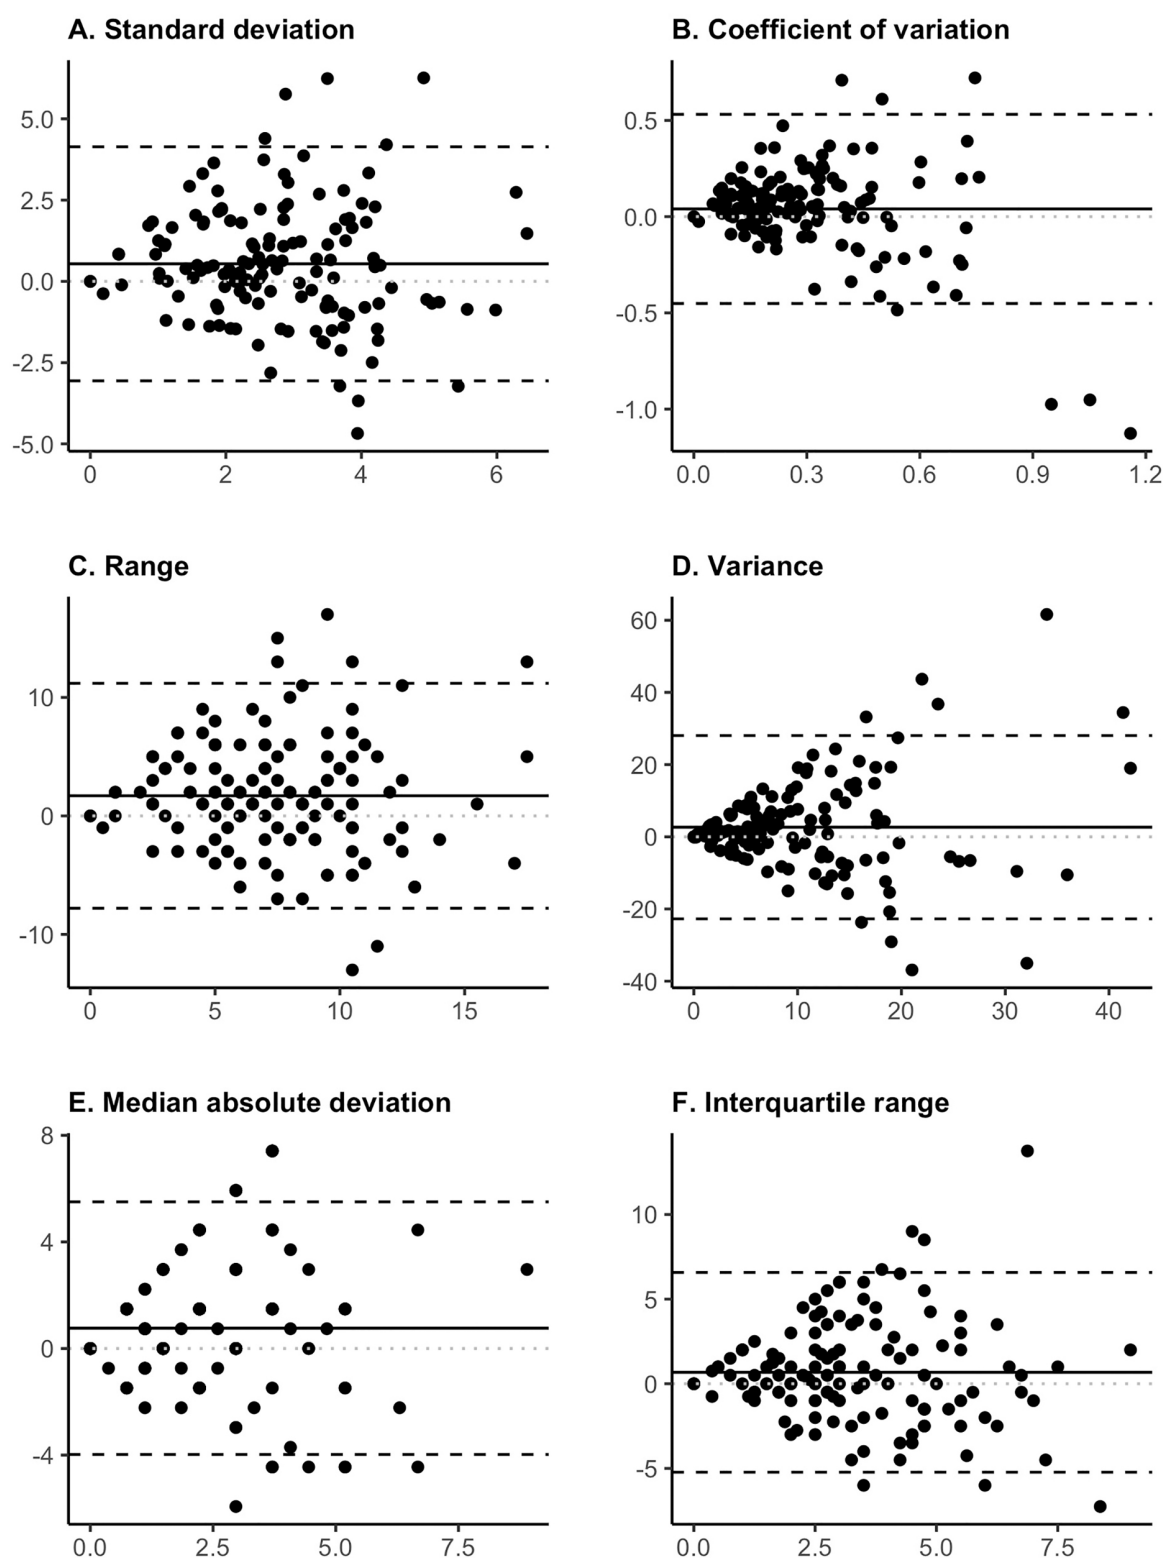 A. Standard deviation
5.0
2.5
0.0
-2.5
-5.0
0 2 4 6
B. Coefficient of variation
0.5
0.0
-0.5
-1.0
0.0 0.3 0.6 0.9 1.2
C. Range
10
0
-10
0 5 10 15
D. Variance
60
40
20
0
-20
-40
0 10 20 30 40
E. Median absolute deviation
8
4
0
-4
0.0 2.5 5.0 7.5
F. Interquartile range
10
5
0
-5
0.0 2.5 5.0 7.5